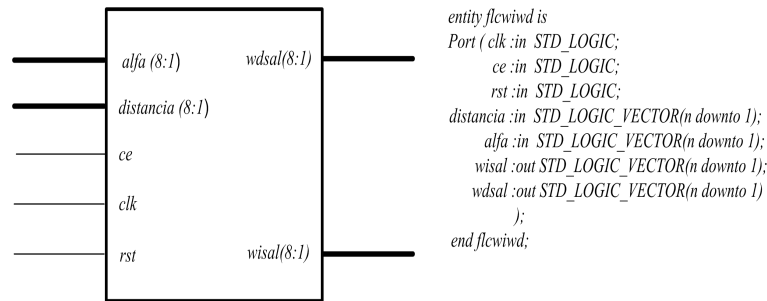 alfa (8:1)
wdsal(8:1)
distancia (8:1)
ce
clk
rst
wisal(8:1)
entity flcwiwd is
Port ( clk :in STD_LOGIC;
ce :in STD_LOGIC;
rst :in STD_LOGIC;
distancia :in STD_LOGIC_VECTOR(n downto 1);
alfa :in STD_LOGIC_VECTOR(n downto 1);
wisal :out STD_LOGIC_VECTOR(n downto 1);
wdsal :out STD_LOGIC_VECTOR(n downto 1)
);
end flcwiwd;